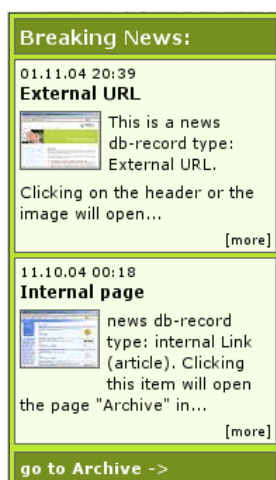 Breaking News:
01.11.04 20:39
External URL
This is a news
db-record type:
External URL.
Clicking on the header or the
image will open...
[more]
11.10.04 00:18
Internal page
news db-record
type: internal Link
(article). Clicking
this item will open
the page "Archive" in...
[more]
go to Archive ->